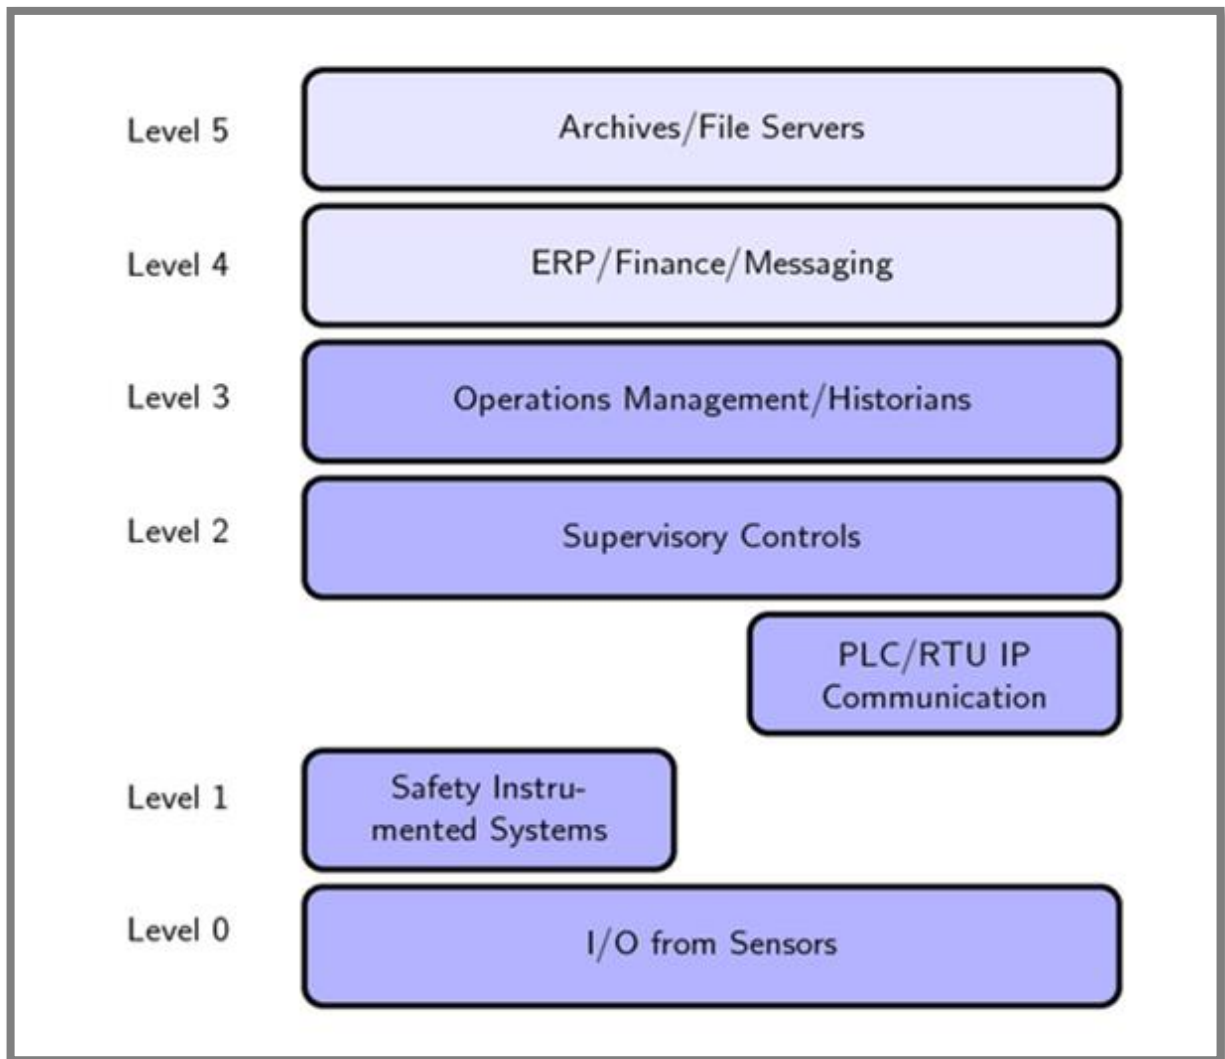 Level 5
Archives/File Servers
Level 4
ERP/Finance/Messaging
Level 3
Operations Management/Historians
Level 2
Supervisory Controls
PLC/RTU IP
Communication
Level 1
Safety Instru-
mented Systems
Level 0
I/O from Sensors